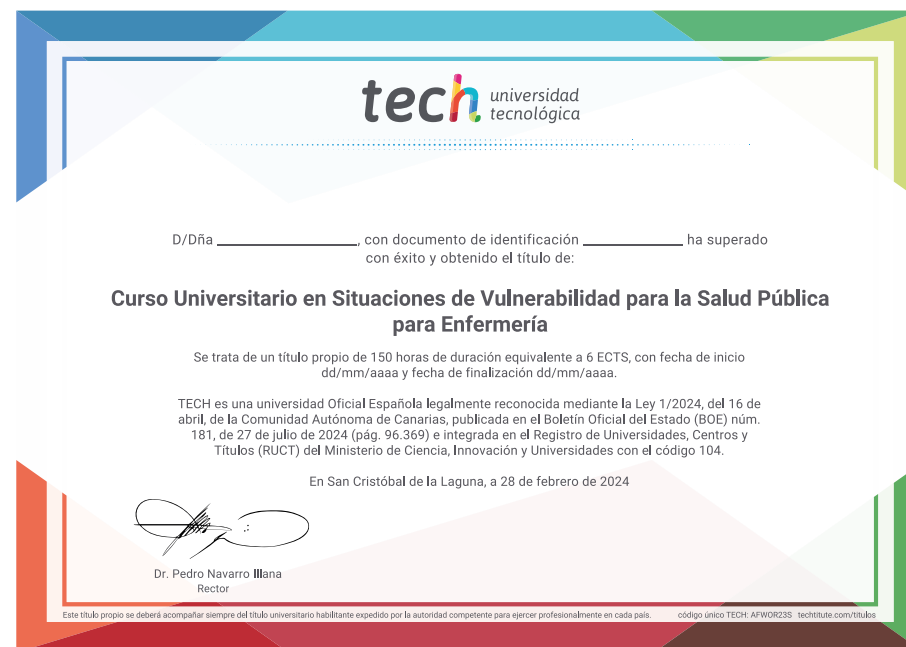 tech universidad
tecnológica
D/Dña ____________________, con documento de identificación ______________ ha superado
con éxito y obtenido el título de:
Curso Universitario en Situaciones de Vulnerabilidad para la Salud Pública
para Enfermería
Se trata de un título propio de 150 horas de duración equivalente a 6 ECTS, con fecha de inicio
dd/mm/aaaa y fecha de finalización dd/mm/aaaa.
TECH es una universidad Oficial Española legalmente reconocida mediante la Ley 1/2024, del 16 de
abril, de la Comunidad Autónoma de Canarias, publicada en el Boletín Oficial del Estado (BOE) núm.
181, de 27 de julio de 2024 (pág. 96.369) e integrada en el Registro de Universidades, Centros y
Títulos (RUCT) del Ministerio de Ciencia, Innovación y Universidades con el código 104.
En San Cristóbal de la Laguna, a 28 de febrero de 2024
Dr. Pedro Navarro Illana
Rector
Este título propio se deberá acompañar siempre del título universitario habilitante expedido por la autoridad competente para ejercer profesionalmente en cada país. código único TECH: AFWOR23S techtitute.com/titulos